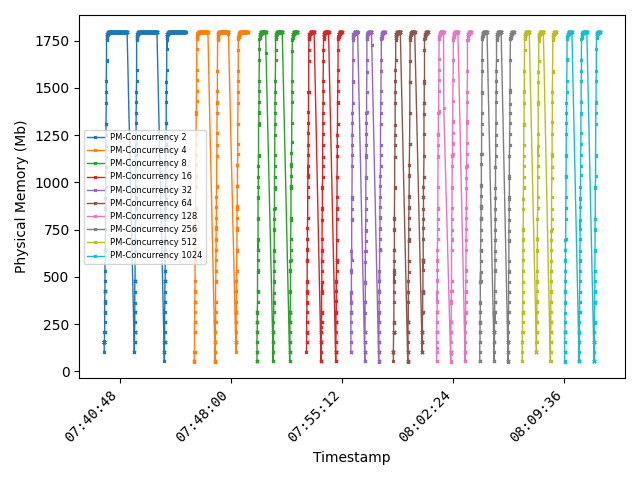 Physical Memory (Mb)
1750
1500
1250
1000
750
500
250
0
PM-Concurrency 2
PM-Concurrency 4
PM-Concurrency 8
PM-Concurrency 16
PM-Concurrency 32
PM-Concurrency 64
PM-Concurrency 128
PM-Concurrency 256
PM-Concurrency 512
PM-Concurrency 1024
07:40:48
07:48:00
07:55:12
08:02:24
08:09:36
Timestamp